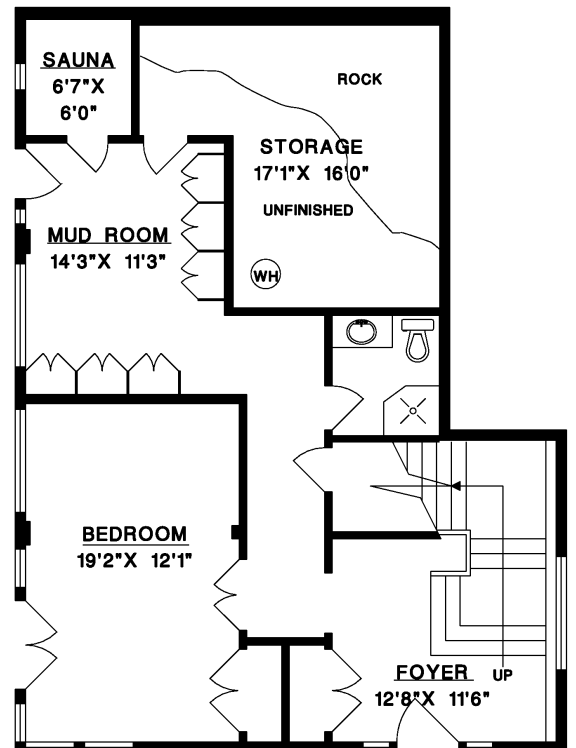 SAUNA
6'7"X
6'0"
ROCK
STORAGE
17'1"X 16'0"
UNFINISHED
MUD ROOM
14'3"X 11'3"
WH
BEDROOM
19'2"X 12'1"
FOYER
UP
12'8"X 11'6"